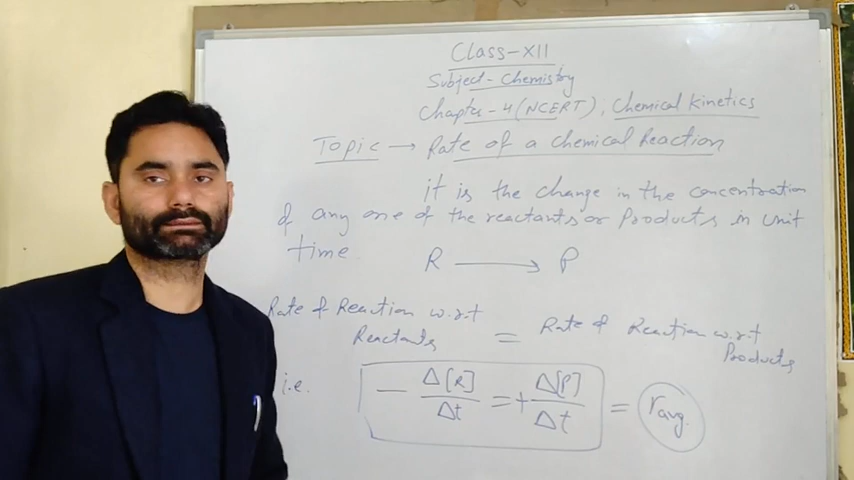 Class-XII
Subject - Chemistry
Chapter - 4 (NCERT), Chemical Kinetics
Topic → Rate of a Chemical Reaction
it is the change in the concentration
of any one of the reactants or Products in unit
time.
R → P
Rate of Reaction w.r.t Reactants = Rate of Reaction w.r.t Products
i.e. - Δ[R]/Δt = + Δ[P]/Δt = r avg.